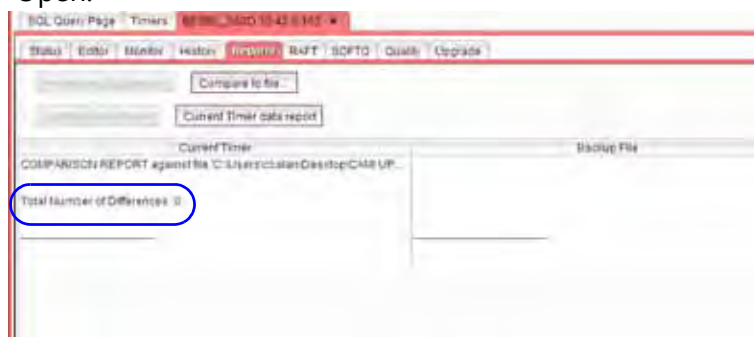 Open.
SQL Query Page Timers
Status Editor Monitor History RAFT SOFTQ Quality Upgrade
Compare to file...
Current Timer data report
Current Timer Backup File
COMPARISON REPORT against file 'C:\Users\
Total Number of Differences: 0